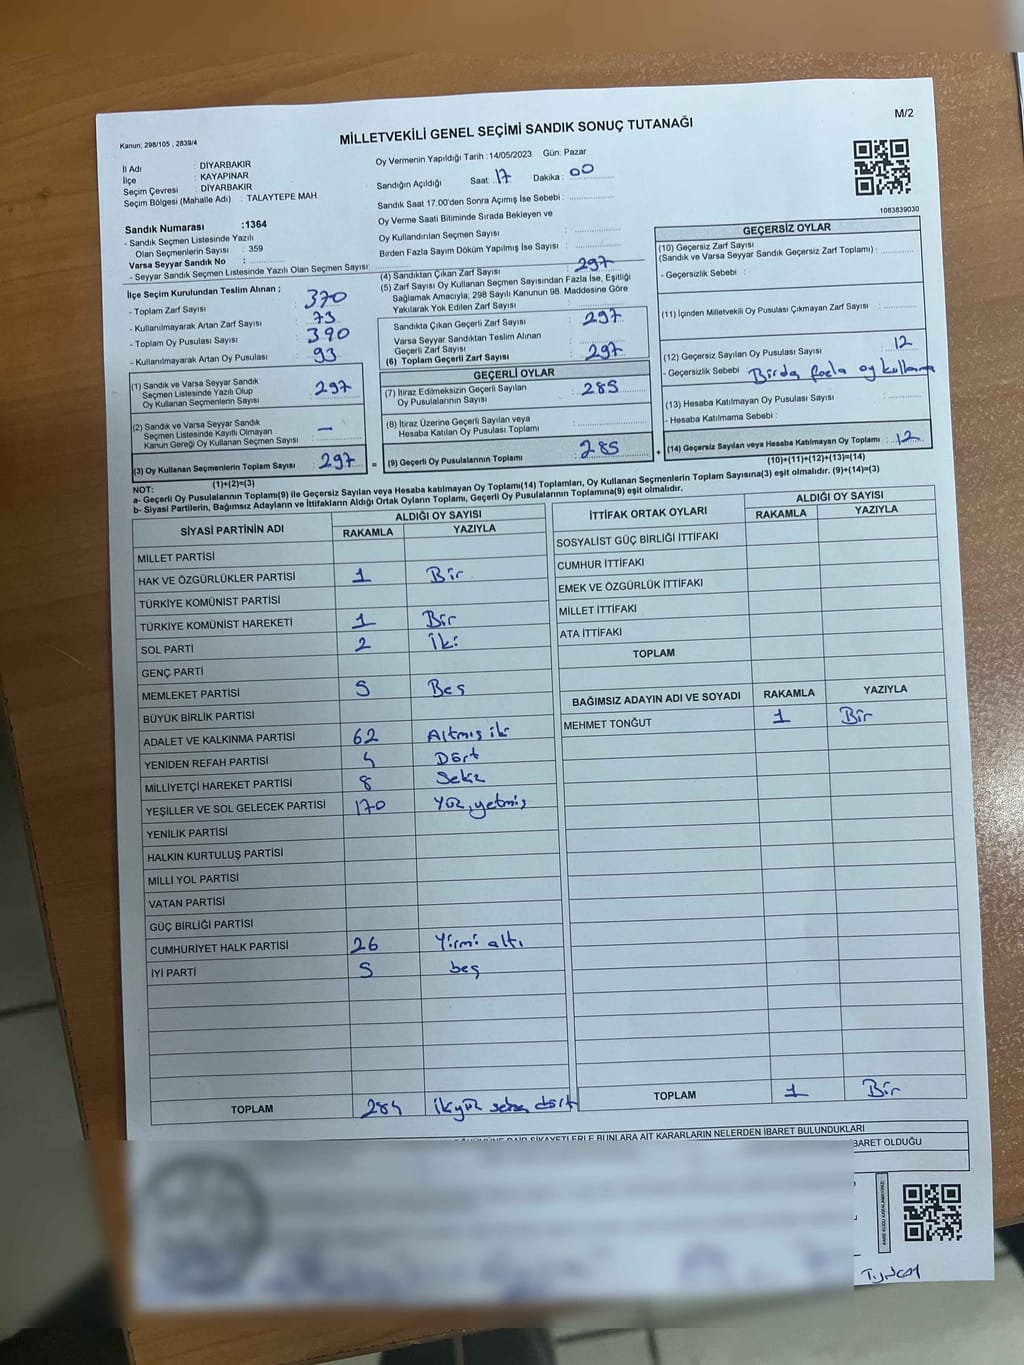 M/2
Kanun; 298/105 , 2839/4
MİLLETVEKİLİ GENEL SEÇİMİ SANDIK SONUÇ TUTANAĞI
İl Adı : DİYARBAKIR
İlçe : KAYAPINAR
Seçim Çevresi : DİYARBAKIR
Seçim Bölgesi (Mahalle Adı) : TALAYTEPE MAH.
Sandık Numarası :1364
- Sandık Seçmen Listesinde Yazılı
Olan Seçmenlerin Sayısı : 359
Varsa Seyyar Sandık No :
- Seyyar Sandık Seçmen Listesinde Yazılı Olan Seçmen Sayısı:
Oy Vermenin Yapıldığı Tarih :14/05/2023 Gün: Pazar
Sandığın Açıldığı Saat: 17 Dakika : 00
Sandık Saat 17:00'den Sonra Açımış İse Sebebi :
Oy Verme Saati Bitiminde Sırada Bekleyen ve
Oy Kullandırılan Seçmen Sayısı :
Birden Fazla Sayım Döküm Yapılmış İse Sayısı :
1083839030
İlçe Seçim Kurulundan Teslim Alınan ;
- Toplam Zarf Sayısı : 370
- Kullanılmayarak Artan Zarf Sayısı : 73
- Toplam Oy Pusulası Sayısı : 390
- Kullanılmayarak Artan Oy Pusulası : 93
(1) Sandık ve Varsa Seyyar Sandık
Seçmen Listesinde Yazılı Olup
Oy Kullanan Seçmenlerin Sayısı : 297
(2) Sandık ve Varsa Seyyar Sandık
Seçmen Listesinde Kayıtlı Olmayan
Kanun Gereği Oy Kullanan Seçmen Sayısı : —
(3) Oy Kullanan Seçmenlerin Toplam Sayısı : 297
(1)+(2)=(3)
(4) Sandıktan Çıkan Zarf Sayısı : 297
(5) Zarf Sayısı Oy Kullanan Seçmen Sayısından Fazla İse, Eşitliği
Sağlamak Amacıyla; 298 Sayılı Kanunun 98. Maddesine Göre
Yakılarak Yok Edilen Zarf Sayısı :
Sandıkta Çıkan Geçerli Zarf Sayısı : 297
Varsa Seyyar Sandıktan Teslim Alınan
Geçerli Zarf Sayısı :
(6) Toplam Geçerli Zarf Sayısı : 297
GEÇERLİ OYLAR
(7) İtiraz Edilmeksizin Geçerli Sayılan
Oy Pusulalarının Sayısı : 285
(8) İtiraz Üzerine Geçerli Sayılan veya
Hesaba Katılan Oy Pusulası Toplamı :
= (9) Geçerli Oy Pusulalarının Toplamı : 285 +
GEÇERSİZ OYLAR
(10) Geçersiz Zarf Sayısı
(Sandık ve Varsa Seyyar Sandık Geçersiz Zarf Toplamı) :
- Geçersizlik Sebebi :
(11) İçinden Milletvekili Oy Pusulası Çıkmayan Zarf Sayısı :
(12) Geçersiz Sayılan Oy Pusulası Sayısı : 12
- Geçersizlik Sebebi Birda fazla oy kullanma
(13) Hesaba Katılmayan Oy Pusulası Sayısı :
- Hesaba Katılmama Sebebi :
(14) Geçersiz Sayılan veya Hesaba Katılmayan Oy Toplamı : 12
(10)+(11)+(12)+(13)=(14)
NOT:
a- Geçerli Oy Pusulalarının Toplamı(9) ile Geçersiz Sayılan veya Hesaba katılmayan Oy Toplamı(14) Toplamları, Oy Kullanan Seçmenlerin Toplam Sayısına(3) eşit olmalıdır. (9)+(14)=(3)
b- Siyasi Partilerin, Bağımsız Adayların ve İttifakların Aldığı Ortak Oyların Toplamı, Geçerli Oy Pusulalarının Toplamına(9) eşit olmalıdır.
SİYASİ PARTİNİN ADI ALDIĞI OY SAYISI
RAKAMLA YAZIYLA
MİLLET PARTİSİ
HAK VE ÖZGÜRLÜKLER PARTİSİ 1 Bir
TÜRKİYE KOMÜNİST PARTİSİ
TÜRKİYE KOMÜNİST HAREKETİ 1 Bir
SOL PARTİ 2 İki
GENÇ PARTİ
MEMLEKET PARTİSİ 5 Beş
BÜYÜK BİRLİK PARTİSİ
ADALET VE KALKINMA PARTİSİ 62 Altmış iki
YENİDEN REFAH PARTİSİ 4 Dört
MİLLİYETÇİ HAREKET PARTİSİ 8 Sekiz
YEŞİLLER VE SOL GELECEK PARTİSİ 170 Yüz yetmiş
YENİLİK PARTİSİ
HALKIN KURTULUŞ PARTİSİ
MİLLİ YOL PARTİSİ
VATAN PARTİSİ
GÜÇ BİRLİĞİ PARTİSİ
CUMHURİYET HALK PARTİSİ 26 Yirmi altı
İYİ PARTİ 5 beş
TOPLAM 284 ikiyüz seksen dört
İTTİFAK ORTAK OYLARI ALDIĞI OY SAYISI
RAKAMLA YAZIYLA
SOSYALİST GÜÇ BİRLİĞİ İTTİFAKI
CUMHUR İTTİFAKI
EMEK VE ÖZGÜRLÜK İTTİFAKI
MİLLET İTTİFAKI
ATA İTTİFAKI
TOPLAM
BAĞIMSIZ ADAYIN ADI VE SOYADI RAKAMLA YAZIYLA
MEHMET TONĞUT 1 Bir
TOPLAM 1 Bir
ŞİKAYETLERLE BUNLARA AİT KARARLARIN NELERDEN İBARET BULUNDUKLARI
BARET OLDUĞU